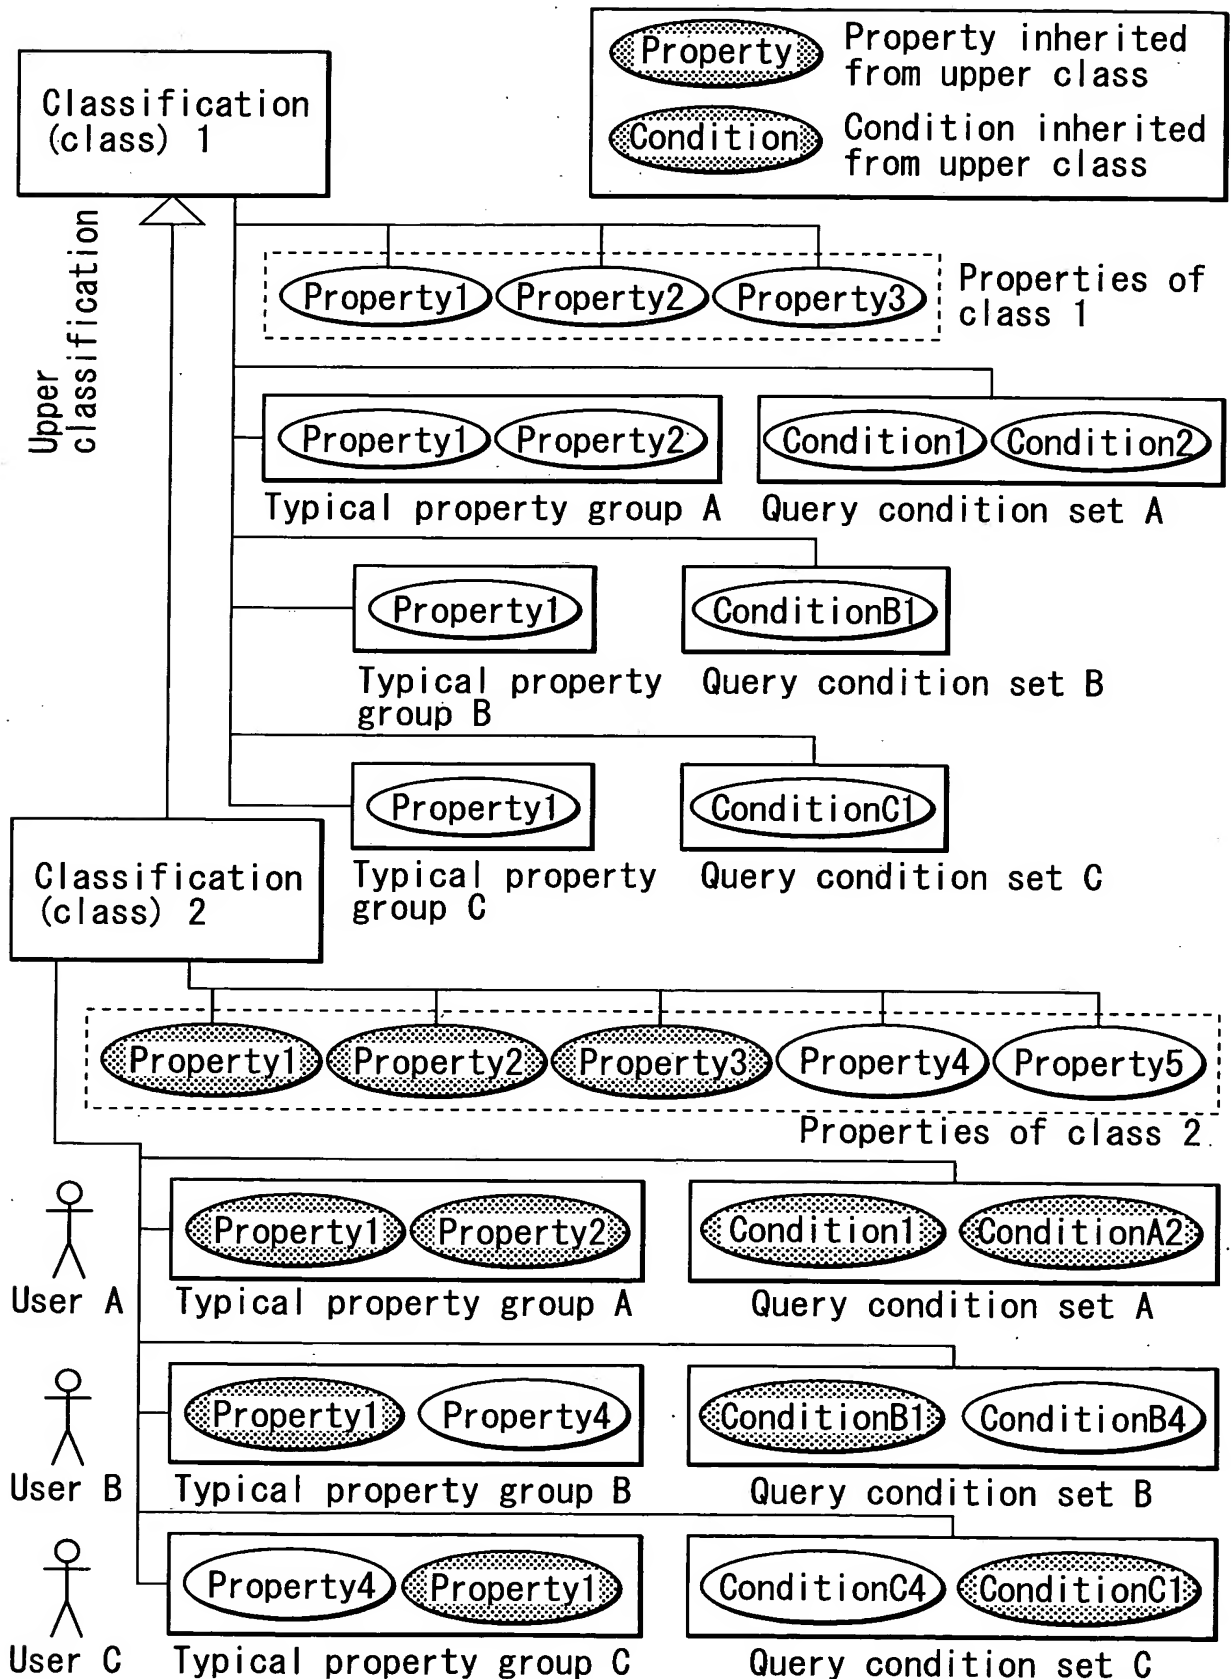 Property
Property inherited
from upper class
Condition
Condition inherited
from upper class
Classification
(class) 1
Upper
classification
Property1 Property2 Property3
Properties of
class 1
Property1 Property2
Condition1 Condition2
Typical property group A
Query condition set A
Property1
ConditionB1
Typical property
group B
Query condition set B
Property1
ConditionC1
Typical property
group C
Query condition set C
Classification
(class) 2
Property1 Property2 Property3 Property4 Property5
Properties of class 2
Property1 Property2
Condition1 ConditionA2
User A
Typical property group A
Query condition set A
Property1 Property4
ConditionB1 ConditionB4
User B
Typical property group B
Query condition set B
Property4 Property1
ConditionC4 ConditionC1
User C
Typical property group C
Query condition set C